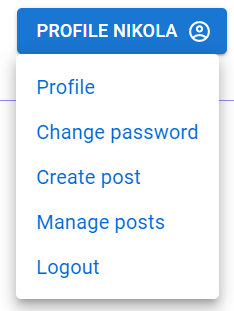 PROFILE NIKOLA
Profile
Change password
Create post
Manage posts
Logout